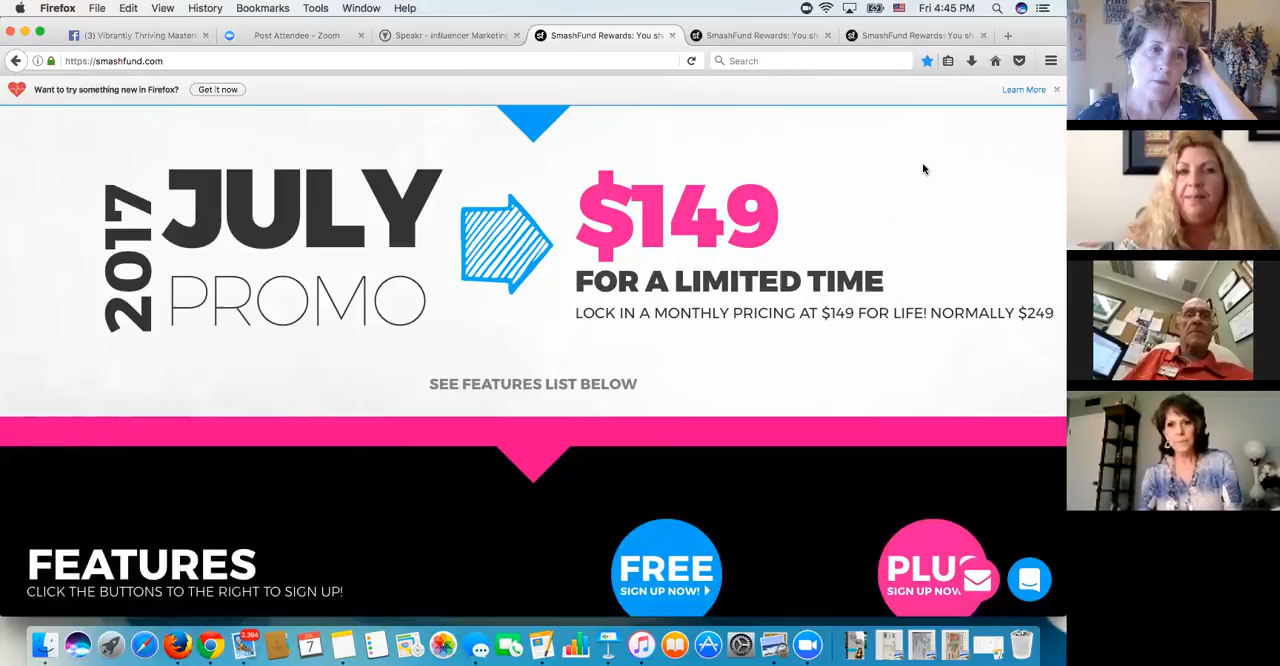 Firefox File Edit View History Bookmarks Tools Window Help
Fri 4:45 PM
(3) Vibrantly Thriving Master
Post Attendee - Zoom
Speakr - Influencer Marketing
SmashFund Rewards: You sh
SmashFund Rewards: You sh
SmashFund Rewards: You sh
https://smashfund.com
Search
Want to try something new in Firefox?
Get it now
Learn More
2017
JULY
PROMO
$149
FOR A LIMITED TIME
LOCK IN A MONTHLY PRICING AT $149 FOR LIFE! NORMALLY $249
SEE FEATURES LIST BELOW
FEATURES
CLICK THE BUTTONS TO THE RIGHT TO SIGN UP!
FREE
SIGN UP NOW!
PLUS
SIGN UP NOW
2,394
JUL
7